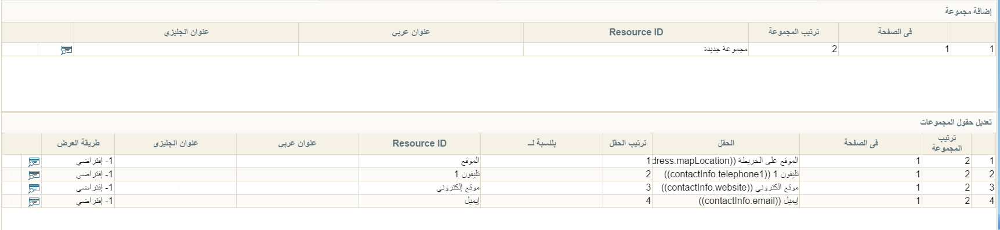 إضافة مجموعة
فى الصفحة ترتيب المجموعة Resource ID عنوان عربي عنوان انجليزي
1 1 2 مجموعة جديدة
تعديل حقول المجموعات
ترتيب المجموعة فى الصفحة الحقل ترتيب الحقل بلنسبة لـــ Resource ID عنوان عربي عنوان انجليزي طريقة العرض
1 2 1 الموقع على الخريطة ((dress.mapLocation 1 الموقع 1- إفتراضي
2 2 1 تليفون 1 ((contactInfo.telephone1)) 2 تليفون 1 1- إفتراضي
3 2 1 موقع الكتروني ((contactInfo.website)) 3 موقع إلكتروني 1- إفتراضي
4 2 1 إيميل ((contactInfo.email)) 4 إيميل 1- إفتراضي